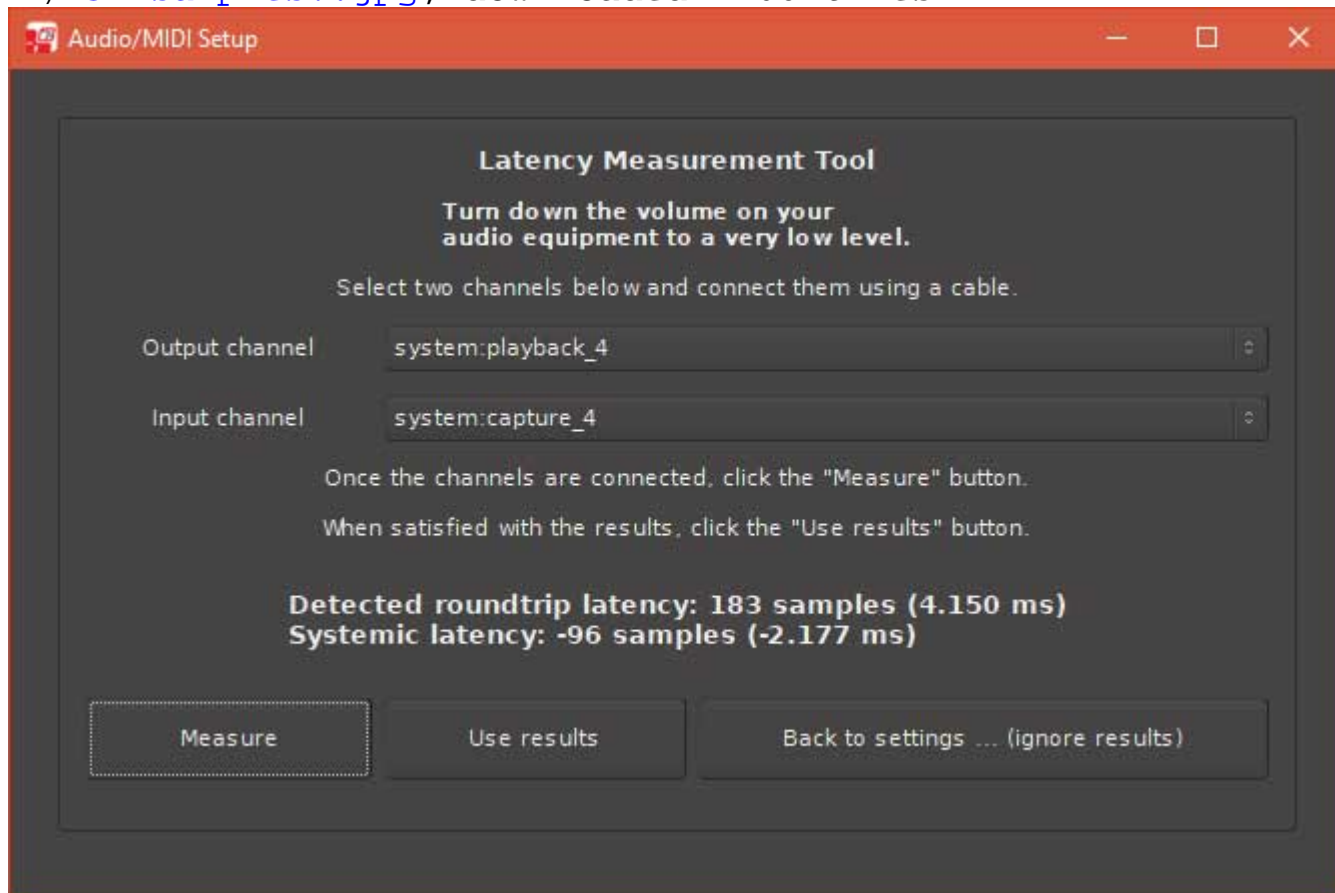 Audio/MIDI Setup
Latency Measurement Tool
Turn down the volume on your
audio equipment to a very low level.
Select two channels below and connect them using a cable.
Output channel system:playback_4
Input channel system:capture_4
Once the channels are connected, click the "Measure" button.
When satisfied with the results, click the "Use results" button.
Detected roundtrip latency: 183 samples (4.150 ms)
Systemic latency: -96 samples (-2.177 ms)
Measure Use results Back to settings ... (ignore results)